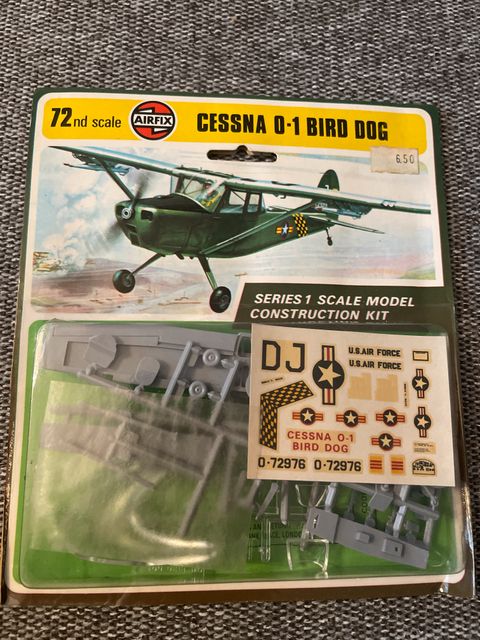 72nd scale
AIRFIX
CESSNA O-1 BIRD DOG
6.50
SERIES 1 SCALE MODEL
CONSTRUCTION KIT
DJ
U.S.AIR FORCE
U.S.AIR FORCE
CESSNA O-1
BIRD DOG
O-72976 O-72976